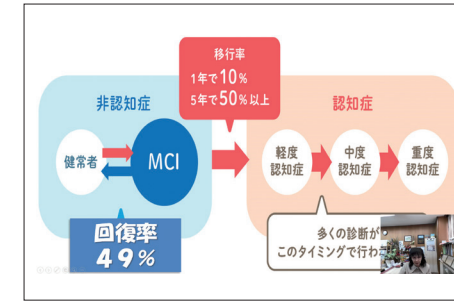 移行率
1年で10%
5年で50%以上
非認知症
認知症
健常者
MCI
軽度
認知症
中度
認知症
重度
認知症
回復率
49%
多くの診断が
このタイミングで行わ